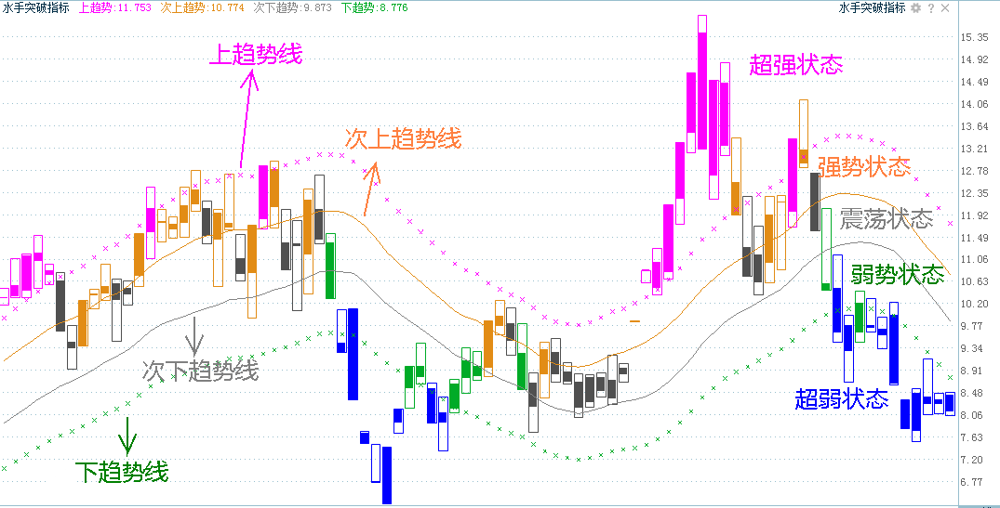 水手突破指标 上趋势:11.753 次上趋势:10.774 次下趋势:9.873 下趋势:8.776 水手突破指标
上趋势线
超强状态
次上趋势线
强势状态
震荡状态
弱势状态
次下趋势线
超弱状态
下趋势线
15.35
14.92
14.49
14.06
13.64
13.21
12.78
12.35
11.92
11.49
11.06
10.63
10.20
9.77
9.34
8.91
8.48
8.06
7.63
7.20
6.77